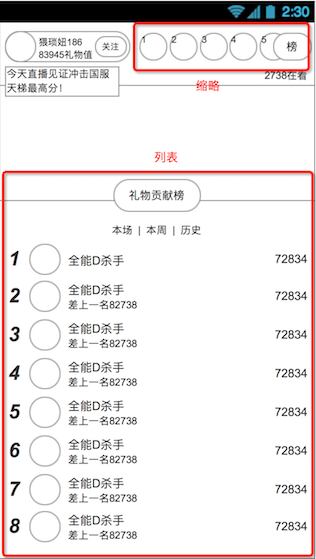 2:30
猥琐妞186
83945礼物值
关注
1 2 3 4 5 榜
今天直播见证冲击国服
天梯最高分！
2738在看
缩略
列表
礼物贡献榜
本场 | 本周 | 历史
1 全能D杀手 72834
2 全能D杀手 72834
差上一名82738
3 全能D杀手 72834
差上一名82738
4 全能D杀手 72834
差上一名82738
5 全能D杀手 72834
差上一名82738
6 全能D杀手 72834
差上一名82738
7 全能D杀手 72834
差上一名82738
8 全能D杀手 72834
差上一名82738